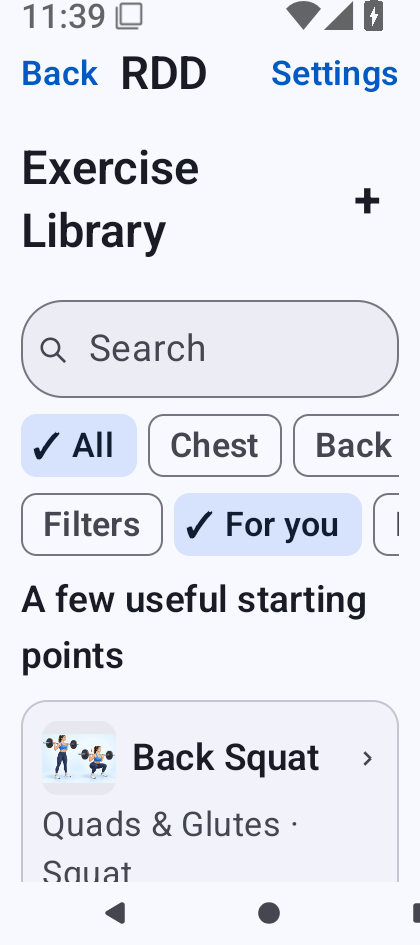 11:39
Back RDD Settings
Exercise
Library
+
Search
✓ All Chest Back
Filters ✓ For you
A few useful starting
points
Back Squat
Quads & Glutes ·
Squat